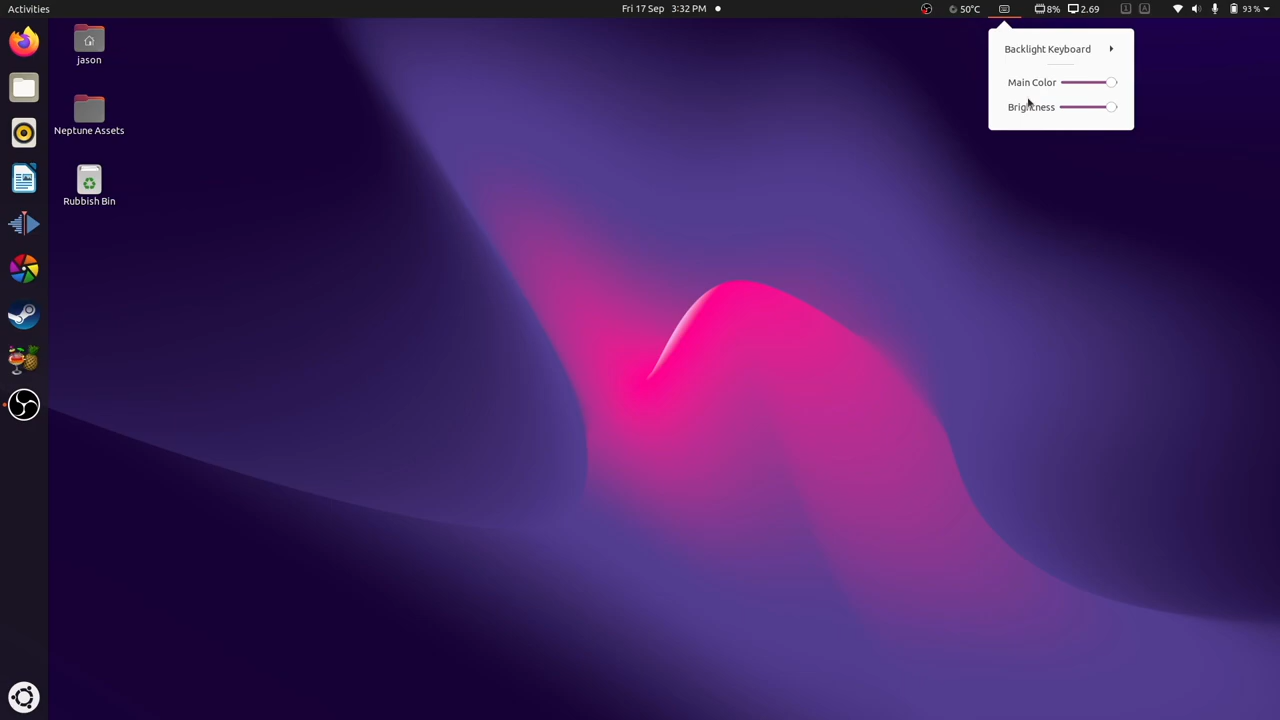 Activities
Fri 17 Sep 3:32 PM
50°C
8%
2.69
1
A
93 %
Backlight Keyboard
Main Color
Brightness
jason
Neptune Assets
Rubbish Bin